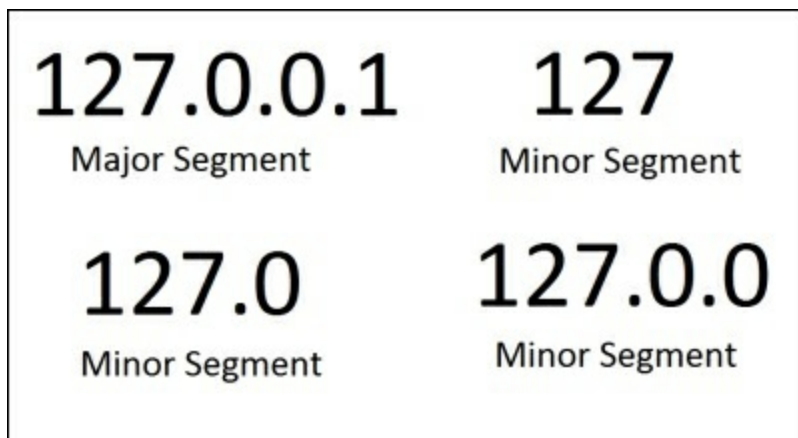 127.0.0.1
Major Segment
127
Minor Segment
127.0
Minor Segment
127.0.0
Minor Segment